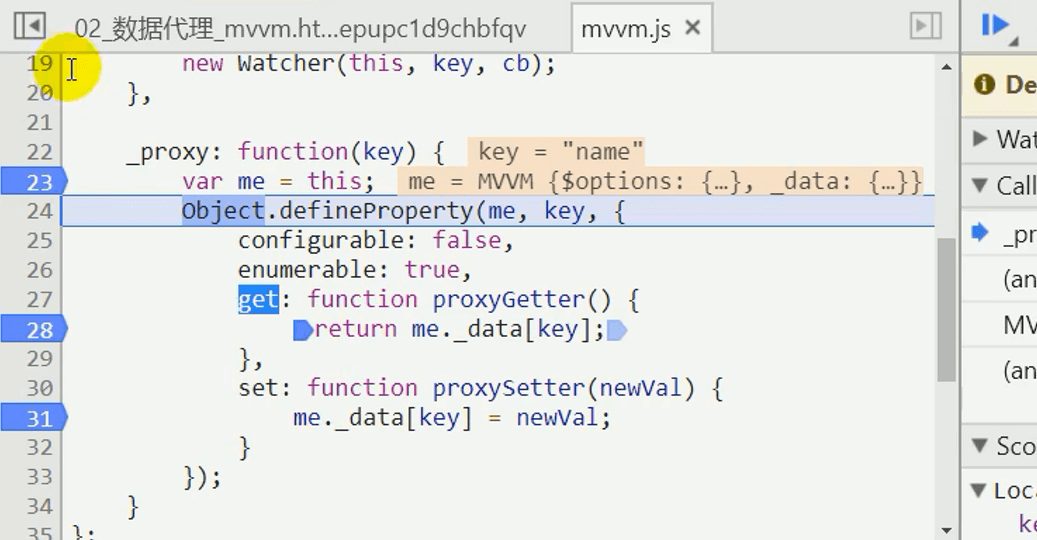 02_数据代理_mvvm.ht...epupc1d9chbfqv mvvm.js ×
19 new Watcher(this, key, cb);
20 },
21
22 _proxy: function(key) { key = "name"
23 var me = this; me = MVVM {$options: {…}, _data: {…}}
24 Object.defineProperty(me, key, {
25 configurable: false,
26 enumerable: true,
27 get: function proxyGetter() {
28 return me._data[key];
29 },
30 set: function proxySetter(newVal) {
31 me._data[key] = newVal;
32 }
33 });
34 }
35 };
De
Wat
Call
_pr
(an
MV
(an
Sco
Loca
ke